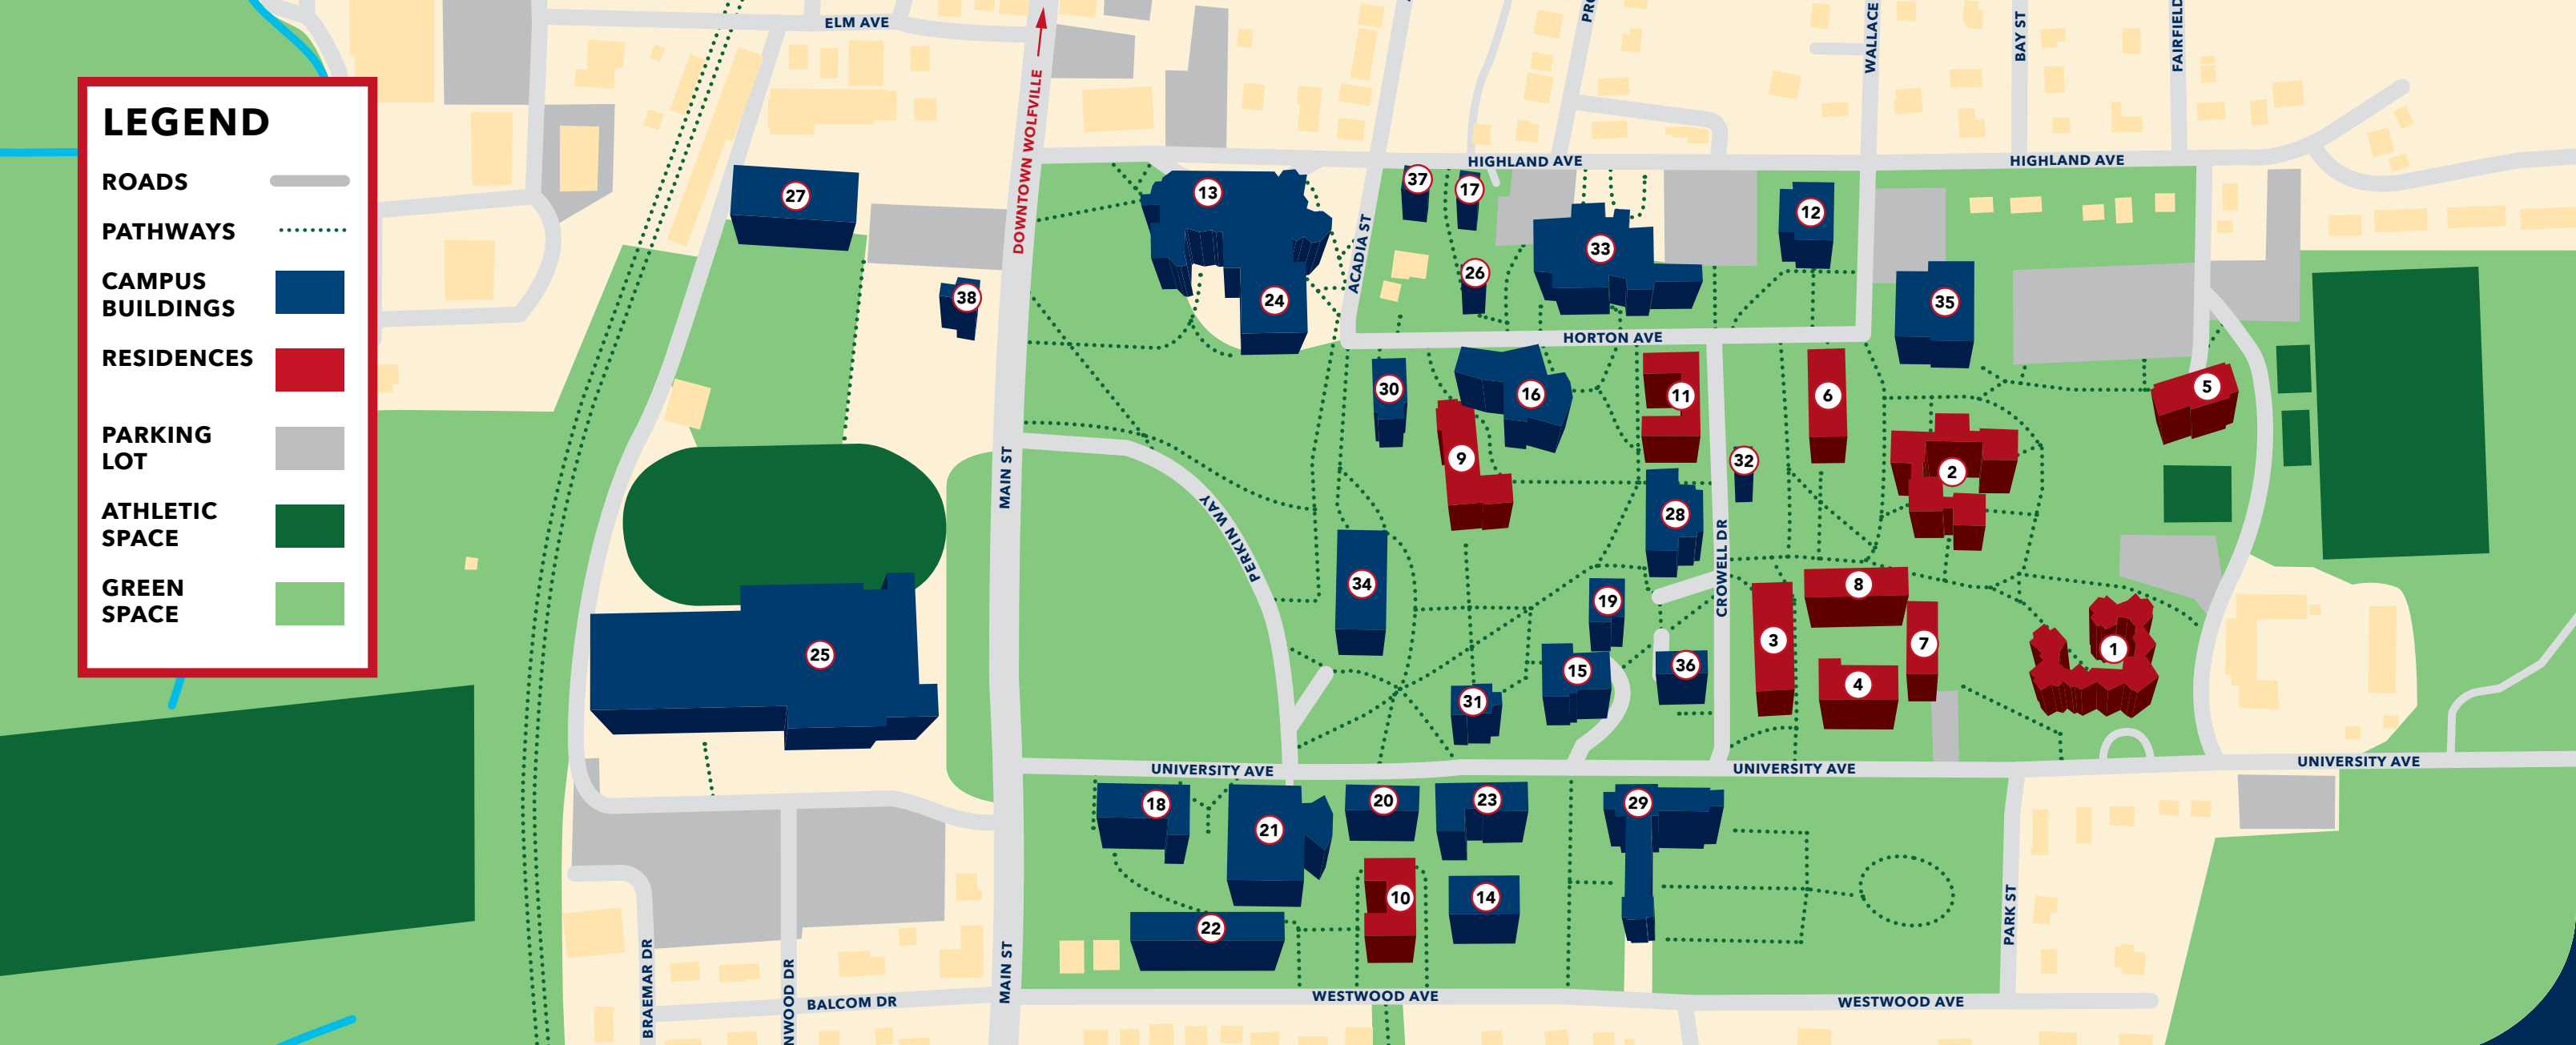 LEGEND
ROADS
PATHWAYS
CAMPUS
BUILDINGS
RESIDENCES
PARKING
LOT
ATHLETIC
SPACE
GREEN
SPACE
ELM AVE
DOWNTOWN WOLFVILLE
WALLACE
BAY ST
FAIRFIELD
HIGHLAND AVE
HIGHLAND AVE
ACADIA ST
HORTON AVE
MAIN ST
PERKIN WAY
CROWELL DR
UNIVERSITY AVE
UNIVERSITY AVE
UNIVERSITY AVE
MAIN ST
PARK ST
BRAEMAR DR
NWOOD DR
BALCOM DR
WESTWOOD AVE
WESTWOOD AVE
27
13
37
17
12
33
26
38
24
35
30
16
11
6
5
9
32
2
28
34
19
8
3
7
1
25
15
36
4
31
18
21
20
23
29
10
14
22